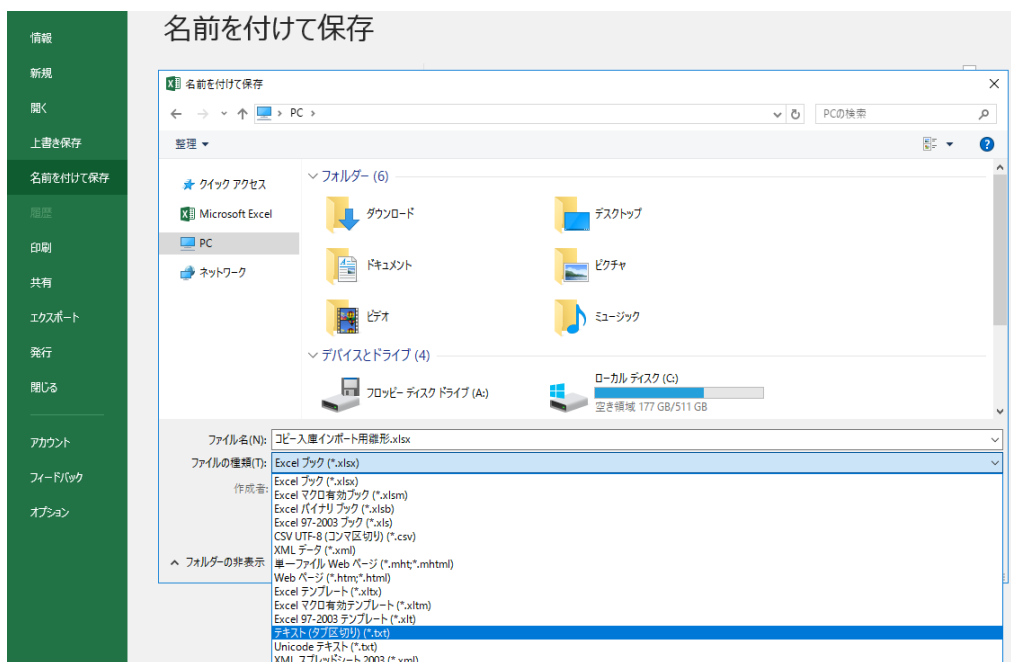 名前を付けて保存
情報
新規
開く
上書き保存
名前を付けて保存
履歴
印刷
共有
エクスポート
発行
閉じる
アカウント
フィードバック
オプション
名前を付けて保存
PC
PCの検索
整理
クイック アクセス
Microsoft Excel
PC
ネットワーク
フォルダー (6)
ダウンロード
デスクトップ
ドキュメント
ピクチャ
ビデオ
ミュージック
デバイスとドライブ (4)
フロッピー ディスク ドライブ (A:)
ローカル ディスク (C:)
空き領域 177 GB/511 GB
ファイル名(N): コピー入庫インポート用雛形.xlsx
ファイルの種類(T): Excel ブック (*.xlsx)
作成者:
フォルダーの非表示
Excel ブック (*.xlsx)
Excel マクロ有効ブック (*.xlsm)
Excel バイナリ ブック (*.xlsb)
Excel 97-2003 ブック (*.xls)
CSV UTF-8 (コンマ区切り) (*.csv)
XML データ (*.xml)
単一ファイル Web ページ (*.mht;*.mhtml)
Web ページ (*.htm;*.html)
Excel テンプレート (*.xltx)
Excel マクロ有効テンプレート (*.xltm)
Excel 97-2003 テンプレート (*.xlt)
テキスト (タブ区切り) (*.txt)
Unicode テキスト (*.txt)
XML スプレッドシート 2003 (*.xml)